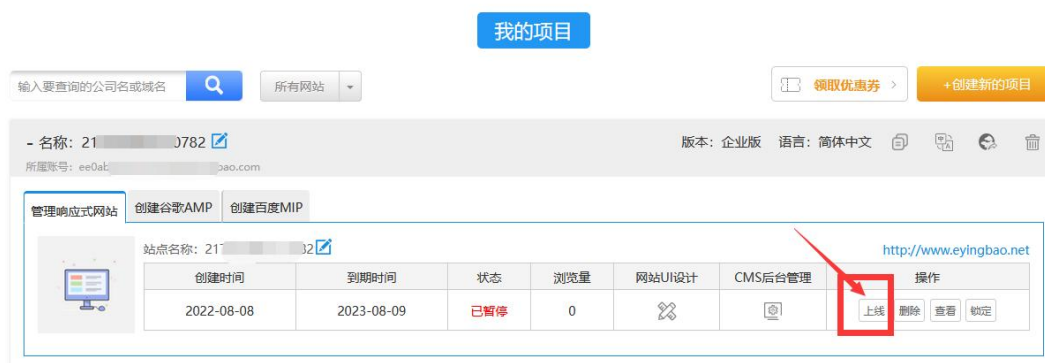 我的项目
输入要查询的公司名或域名 所有网站 领取优惠券 > +创建新的项目
- 名称：21 0782 版本：企业版 语言：简体中文
所属账号：ee0ab bao.com
管理响应式网站 创建谷歌AMP 创建百度MIP
站点名称：217 32 http://www.eyingbao.net
创建时间 到期时间 状态 浏览量 网站UI设计 CMS后台管理 操作
2022-08-08 2023-08-09 已暂停 0 上线 删除 查看 锁定